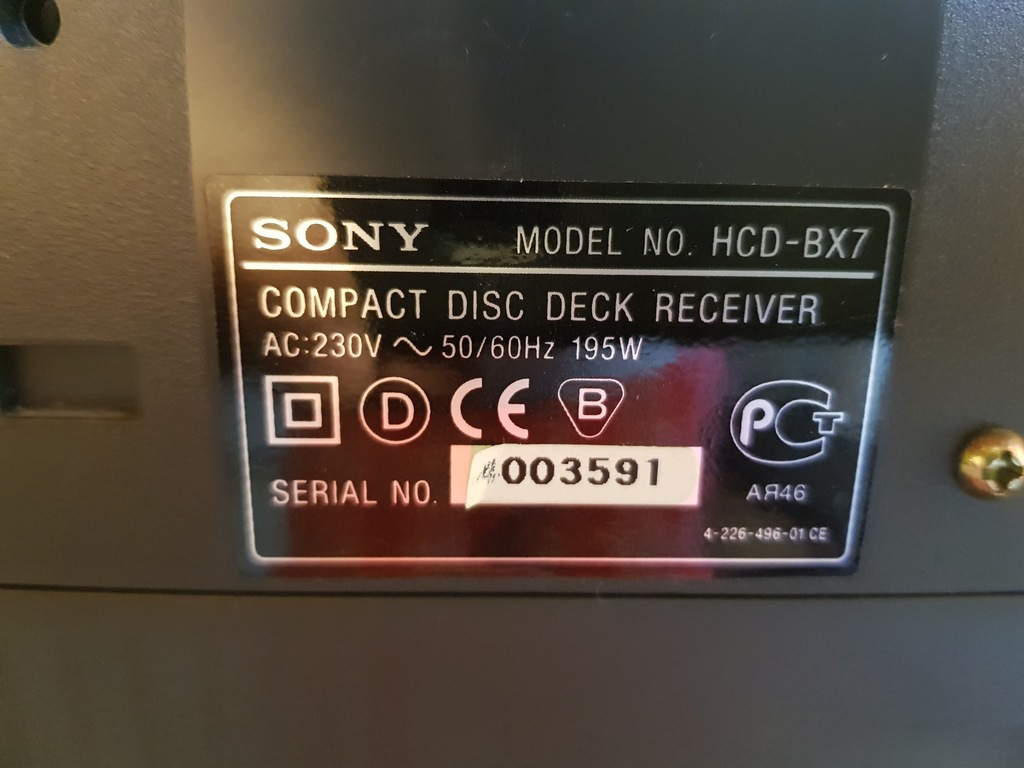 SONY MODEL NO. HCD-BX7
COMPACT DISC DECK RECEIVER
AC:230V ~ 50/60Hz 195W
D CE B PCT
SERIAL NO. 003591
АЯ46
4-226-496-01 CE